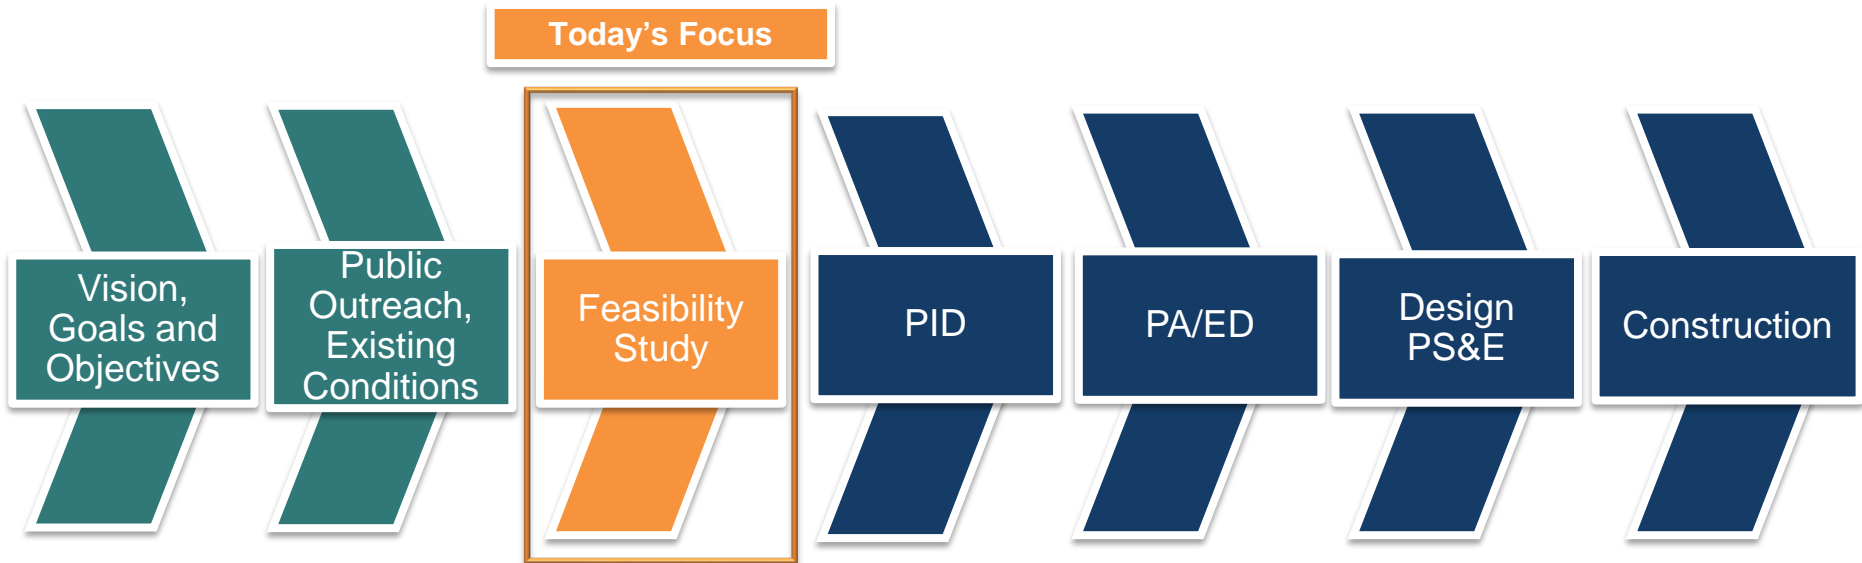 Today’s Focus
Vision,
Goals and
Objectives
Public
Outreach,
Existing
Conditions
Feasibility
Study
PID
PA/ED
Design
PS&E
Construction